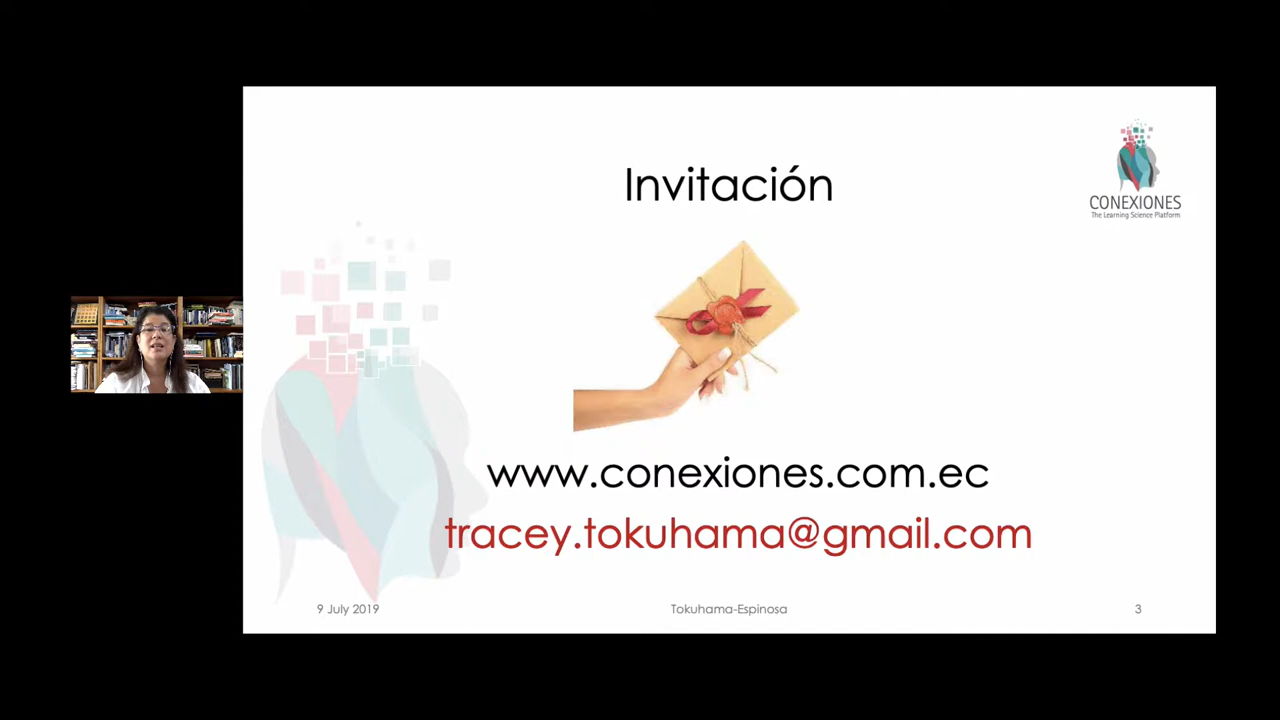 Invitación
CONEXIONES
The Learning Science Platform
www.conexiones.com.ec
tracey.tokuhama@gmail.com
9 July 2019
Tokuhama-Espinosa
3